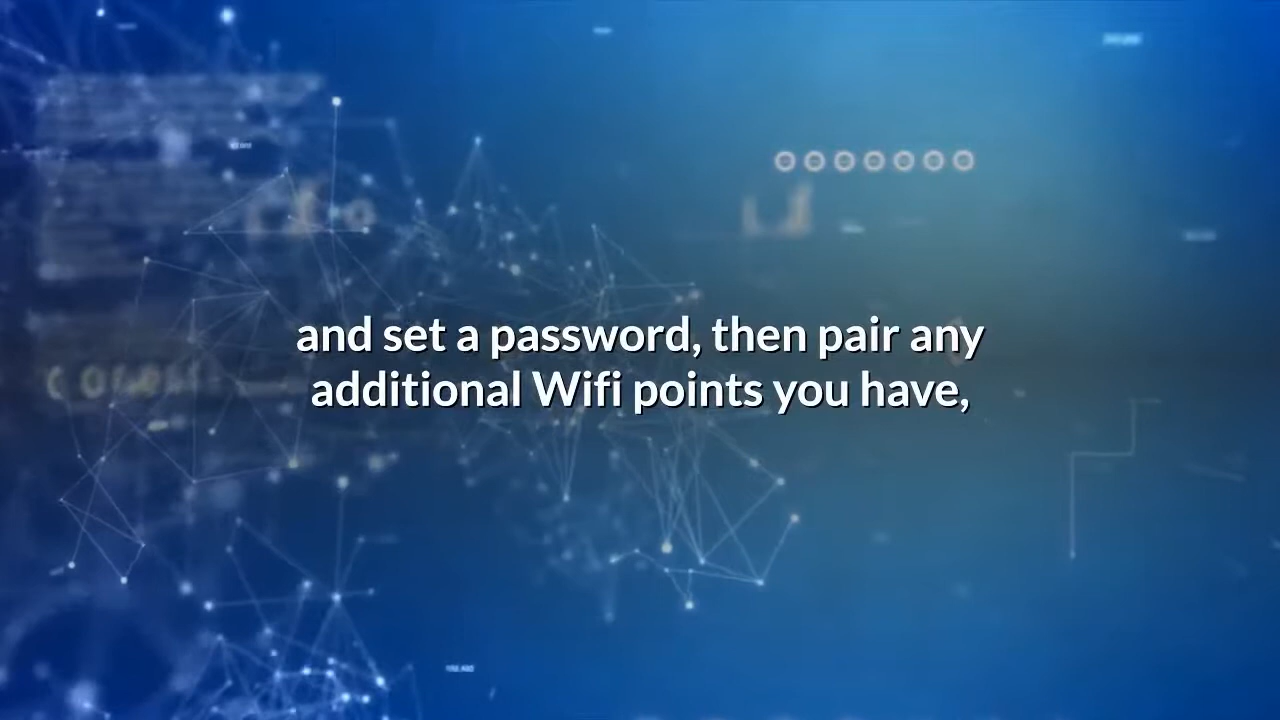 and set a password, then pair any
additional Wifi points you have,